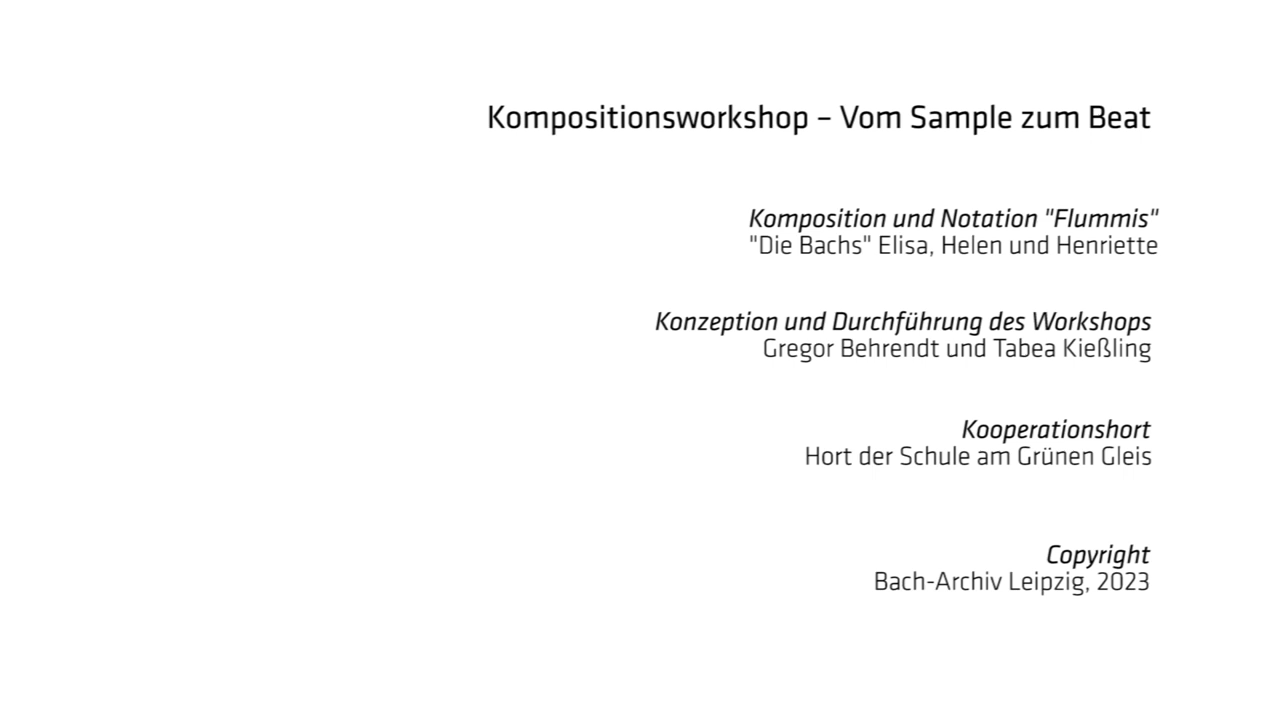 Kompositionsworkshop – Vom Sample zum Beat
Komposition und Notation "Flummis"
"Die Bachs" Elisa, Helen und Henriette
Konzeption und Durchführung des Workshops
Gregor Behrendt und Tabea Kießling
Kooperationshort
Hort der Schule am Grünen Gleis
Copyright
Bach-Archiv Leipzig, 2023